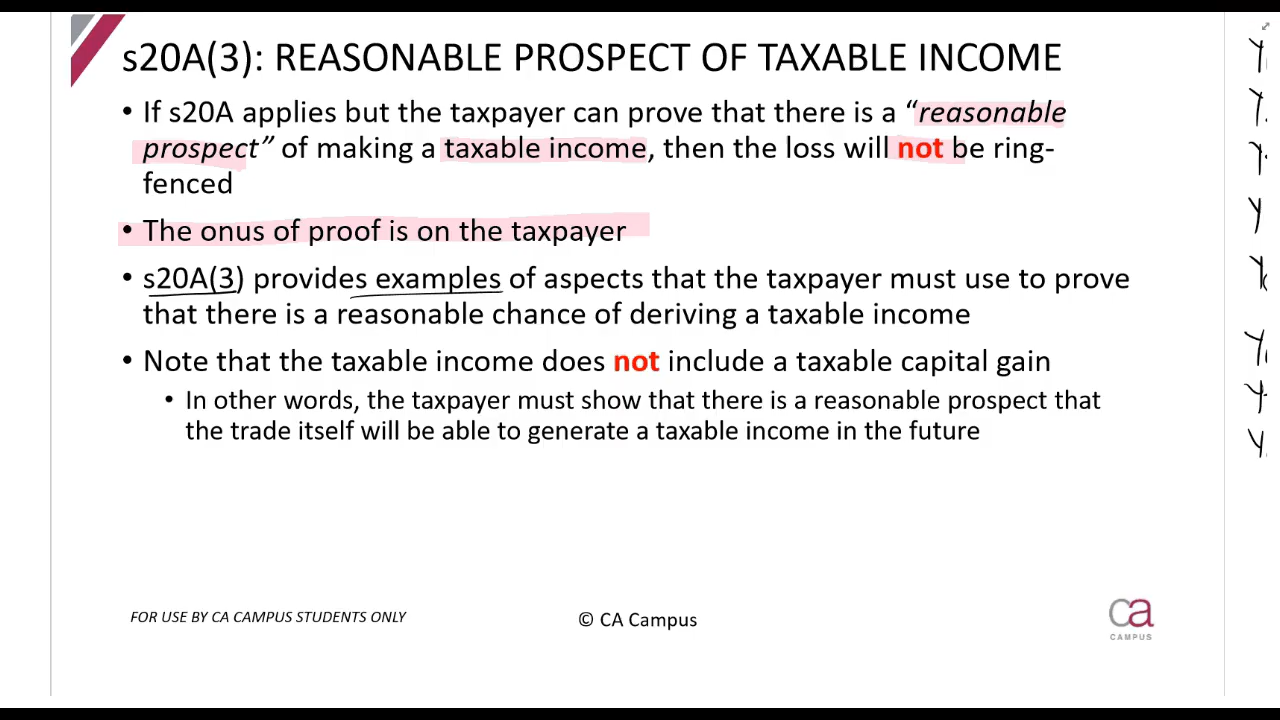 s20A(3): REASONABLE PROSPECT OF TAXABLE INCOME
• If s20A applies but the taxpayer can prove that there is a “reasonable
prospect” of making a taxable income, then the loss will not be ring-
fenced
• The onus of proof is on the taxpayer
• s20A(3) provides examples of aspects that the taxpayer must use to prove
that there is a reasonable chance of deriving a taxable income
• Note that the taxable income does not include a taxable capital gain
• In other words, the taxpayer must show that there is a reasonable prospect that
the trade itself will be able to generate a taxable income in the future
FOR USE BY CA CAMPUS STUDENTS ONLY
© CA Campus
ca
CAMPUS